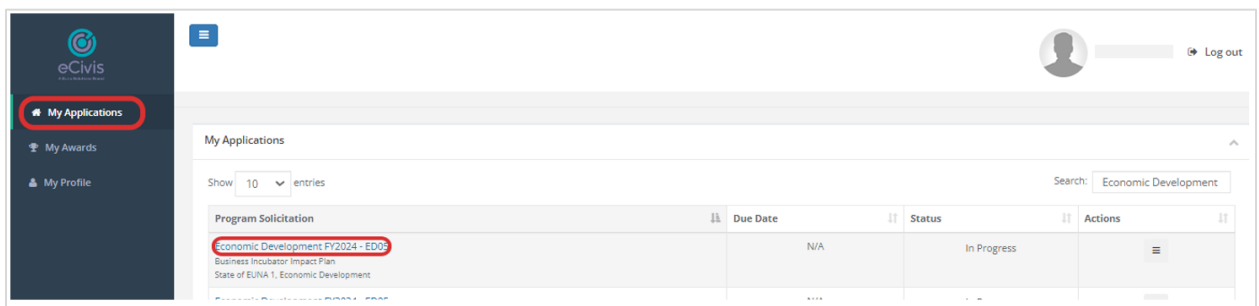 eCivis
Log out
My Applications
My Awards
My Profile
My Applications
Show 10 entries
Search: Economic Development
Program Solicitation Due Date Status Actions
Economic Development FY2024 - ED05 N/A In Progress
Business Incubator Impact Plan
State of EUNA 1, Economic Development